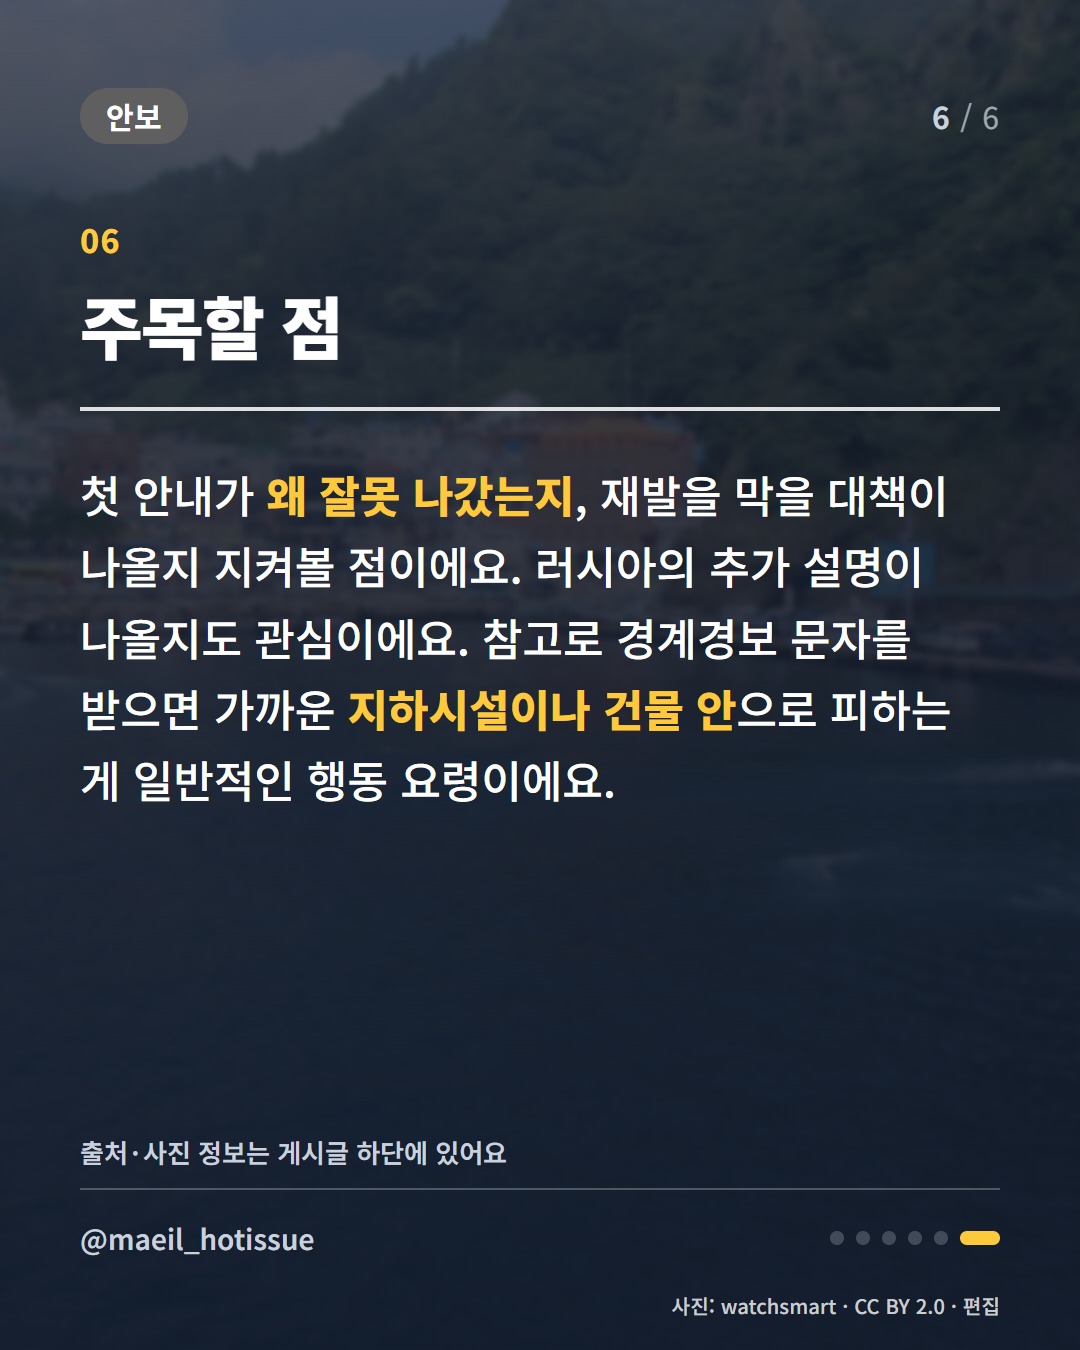 안보
6 / 6
06
주목할 점
첫 안내가 왜 잘못 나갔는지, 재발을 막을 대책이
나올지 지켜볼 점이에요. 러시아의 추가 설명이
나올지도 관심이에요. 참고로 경계경보 문자를
받으면 가까운 지하시설이나 건물 안으로 피하는
게 일반적인 행동 요령이에요.
출처·사진 정보는 게시글 하단에 있어요
@maeil_hotissue
사진: watchsmart · CC BY 2.0 · 편집